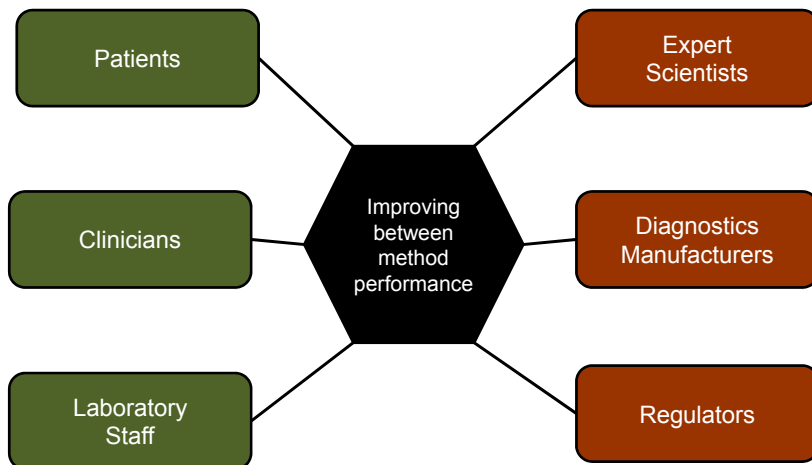 Patients
Expert
Scientists
Clinicians
Improving
between
method
performance
Diagnostics
Manufacturers
Laboratory
Staff
Regulators